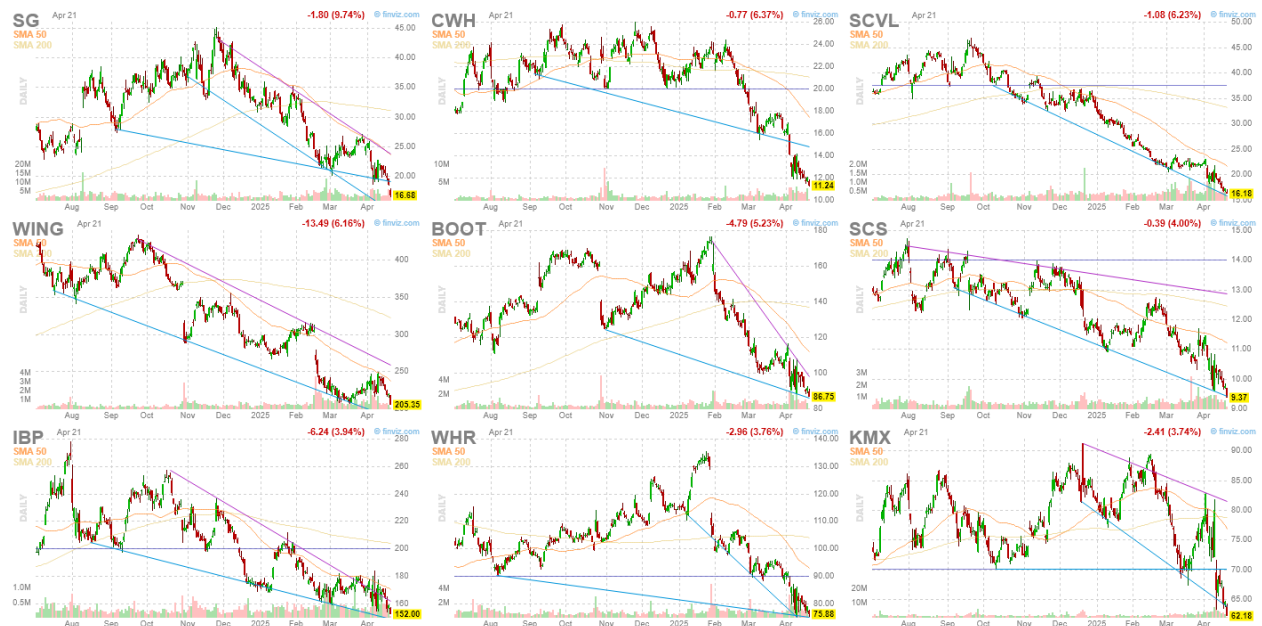 SG Apr 21 -1.80 (9.74%) © finviz.com
SMA 50
SMA 200
DAILY
45.00
40.00
35.00
30.00
25.00
20.00
16.68
20M
15M
10M
5M
Aug Sep Oct Nov Dec 2025 Feb Mar Apr
CWH Apr 21 -0.77 (6.37%) © finviz.com
SMA 50
SMA 200
DAILY
26.00
24.00
22.00
20.00
18.00
16.00
14.00
12.00
11.24
10.00
10M
5M
Aug Sep Oct Nov Dec 2025 Feb Mar Apr
SCVL Apr 21 -1.08 (6.23%) © finviz.com
SMA 50
SMA 200
DAILY
50.00
45.00
40.00
35.00
30.00
25.00
20.00
16.18
15.00
2.0M
1.5M
1.0M
0.5M
Aug Sep Oct Nov Dec 2025 Feb Mar Apr
WING Apr 21 -13.49 (6.16%) © finviz.com
SMA 50
SMA 200
DAILY
400
350
300
250
205.35
4M
3M
2M
1M
Aug Sep Oct Nov Dec 2025 Feb Mar Apr
BOOT Apr 21 -4.79 (5.23%) © finviz.com
SMA 50
SMA 200
DAILY
180
160
140
120
100
86.75
80
4M
2M
Aug Sep Oct Nov Dec 2025 Feb Mar Apr
SCS Apr 21 -0.39 (4.00%) © finviz.com
SMA 50
SMA 200
DAILY
15.00
14.00
13.00
12.00
11.00
10.00
9.37
9.00
3M
2M
1M
Aug Sep Oct Nov Dec 2025 Feb Mar Apr
IBP Apr 21 -6.24 (3.94%) © finviz.com
SMA 50
SMA 200
DAILY
280
260
240
220
200
180
160
152.00
1.0M
0.5M
Aug Sep Oct Nov Dec 2025 Feb Mar Apr
WHR Apr 21 -2.96 (3.76%) © finviz.com
SMA 50
SMA 200
DAILY
140.00
130.00
120.00
110.00
100.00
90.00
80.00
75.88
4M
2M
Aug Sep Oct Nov Dec 2025 Feb Mar Apr
KMX Apr 21 -2.41 (3.74%) © finviz.com
SMA 50
SMA 200
DAILY
90.00
85.00
80.00
75.00
70.00
65.00
62.18
20M
10M
Aug Sep Oct Nov Dec 2025 Feb Mar Apr